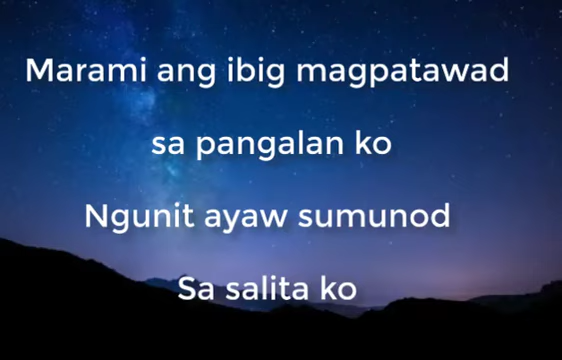 Marami ang ibig magpatawad
sa pangalan ko
Ngunit ayaw sumunod
Sa salita ko